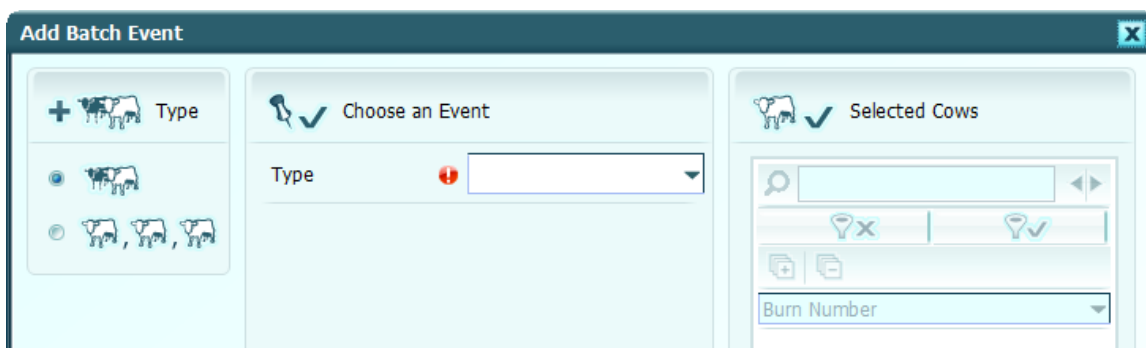 Add Batch Event
Type
Choose an Event
Selected Cows
Type
Burn Number